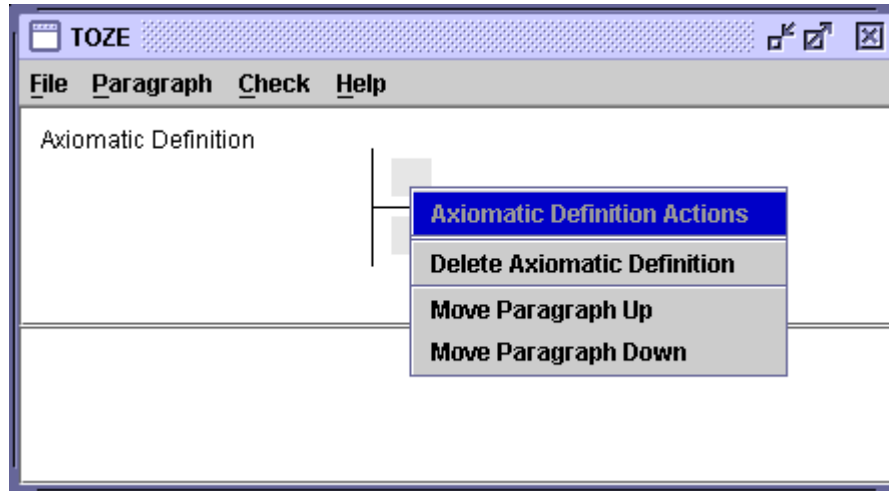 TOZE
File Paragraph Check Help
Axiomatic Definition
Axiomatic Definition Actions
Delete Axiomatic Definition
Move Paragraph Up
Move Paragraph Down